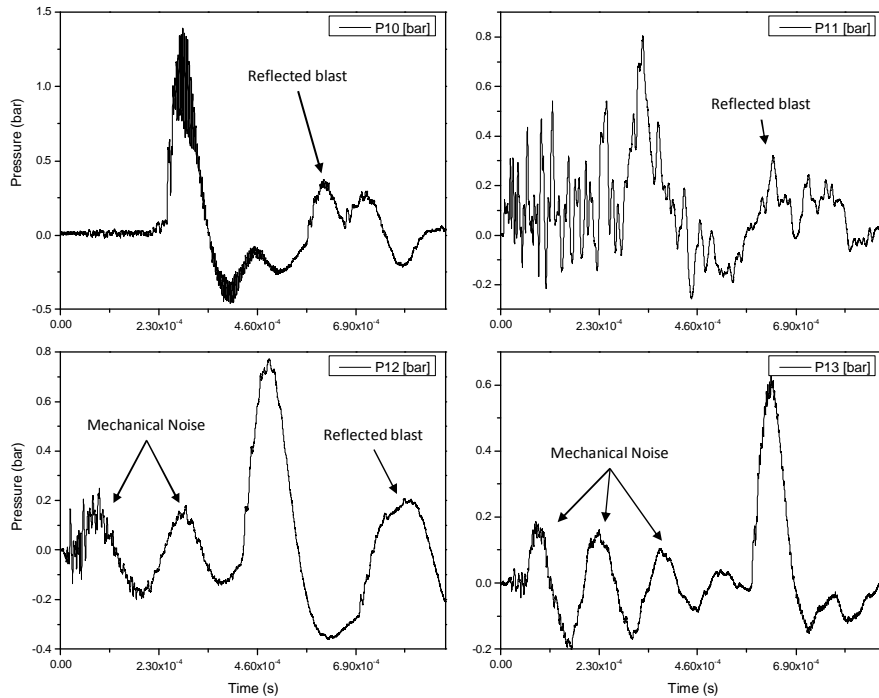 P10 [bar]
1.5
1.0
0.5
0.0
-0.5
Pressure (bar)
Reflected blast
0.00
2.30x10⁻⁴
4.60x10⁻⁴
6.90x10⁻⁴
P11 [bar]
0.8
0.6
0.4
0.2
0.0
-0.2
Reflected blast
0.00
2.30x10⁻⁴
4.60x10⁻⁴
6.90x10⁻⁴
P12 [bar]
0.8
0.6
0.4
0.2
0.0
-0.2
-0.4
Pressure (bar)
Mechanical Noise
Reflected blast
0.00
2.30x10⁻⁴
4.60x10⁻⁴
6.90x10⁻⁴
Time (s)
P13 [bar]
0.6
0.4
0.2
0.0
-0.2
Mechanical Noise
0.00
2.30x10⁻⁴
4.60x10⁻⁴
6.90x10⁻⁴
Time (s)